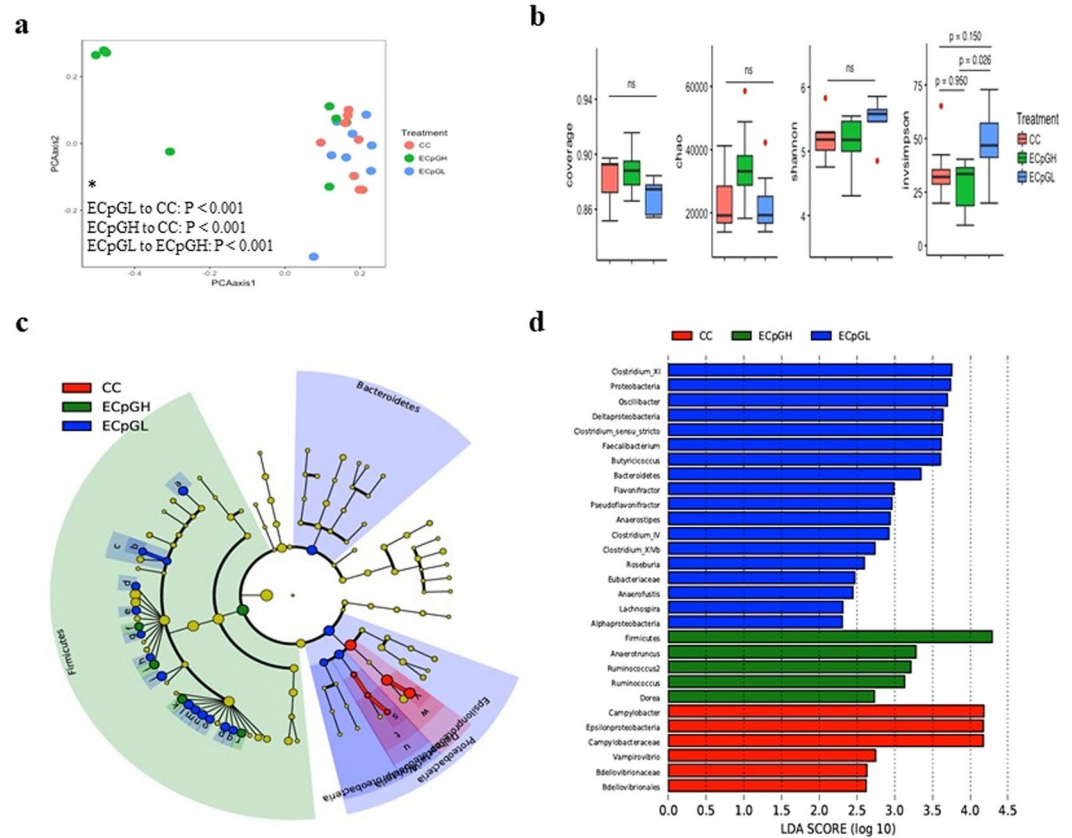 a
0.2
0.0
-0.2
PCAaxis2
-0.4
-0.2
0.0
0.2
PCAaxis1
Treatment
CC
ECpGH
ECpGL
*
ECpGL to CC: P < 0.001
ECpGH to CC: P < 0.001
ECpGL to ECpGH: P < 0.001
b
coverage
0.94
0.90
0.86
ns
chao
60000
40000
20000
ns
shannon
6
5
4
ns
invsimpson
75
50
25
0
p = 0.150
p = 0.026
p = 0.950
Treatment
CC
ECpGH
ECpGL
c
CC
ECpGH
ECpGL
Bacteroidetes
Firmicutes
Proteobacteria
d
CC ECpGH ECpGL
Clostridium_XI
Proteobacteria
Oscillibacter
Deltaproteobacteria
Clostridium_sensu_stricto
Faecalibacterium
Butyricicoccus
Bacteroidetes
Flavonifractor
Pseudoflavonifractor
Anaerostipes
Clostridium_IV
Clostridium_XIVb
Roseburia
Eubacteriaceae
Anaerofustis
Lachnospira
Alphaproteobacteria
Firmicutes
Anaerotruncus
Ruminococcus2
Ruminococcus
Dorea
Campylobacter
Epsilonproteobacteria
Campylobacteraceae
Vampirovibrio
Bdellovibrionaceae
Bdellovibrionales
0.0 0.5 1.0 1.5 2.0 2.5 3.0 3.5 4.0 4.5
LDA SCORE (log 10)